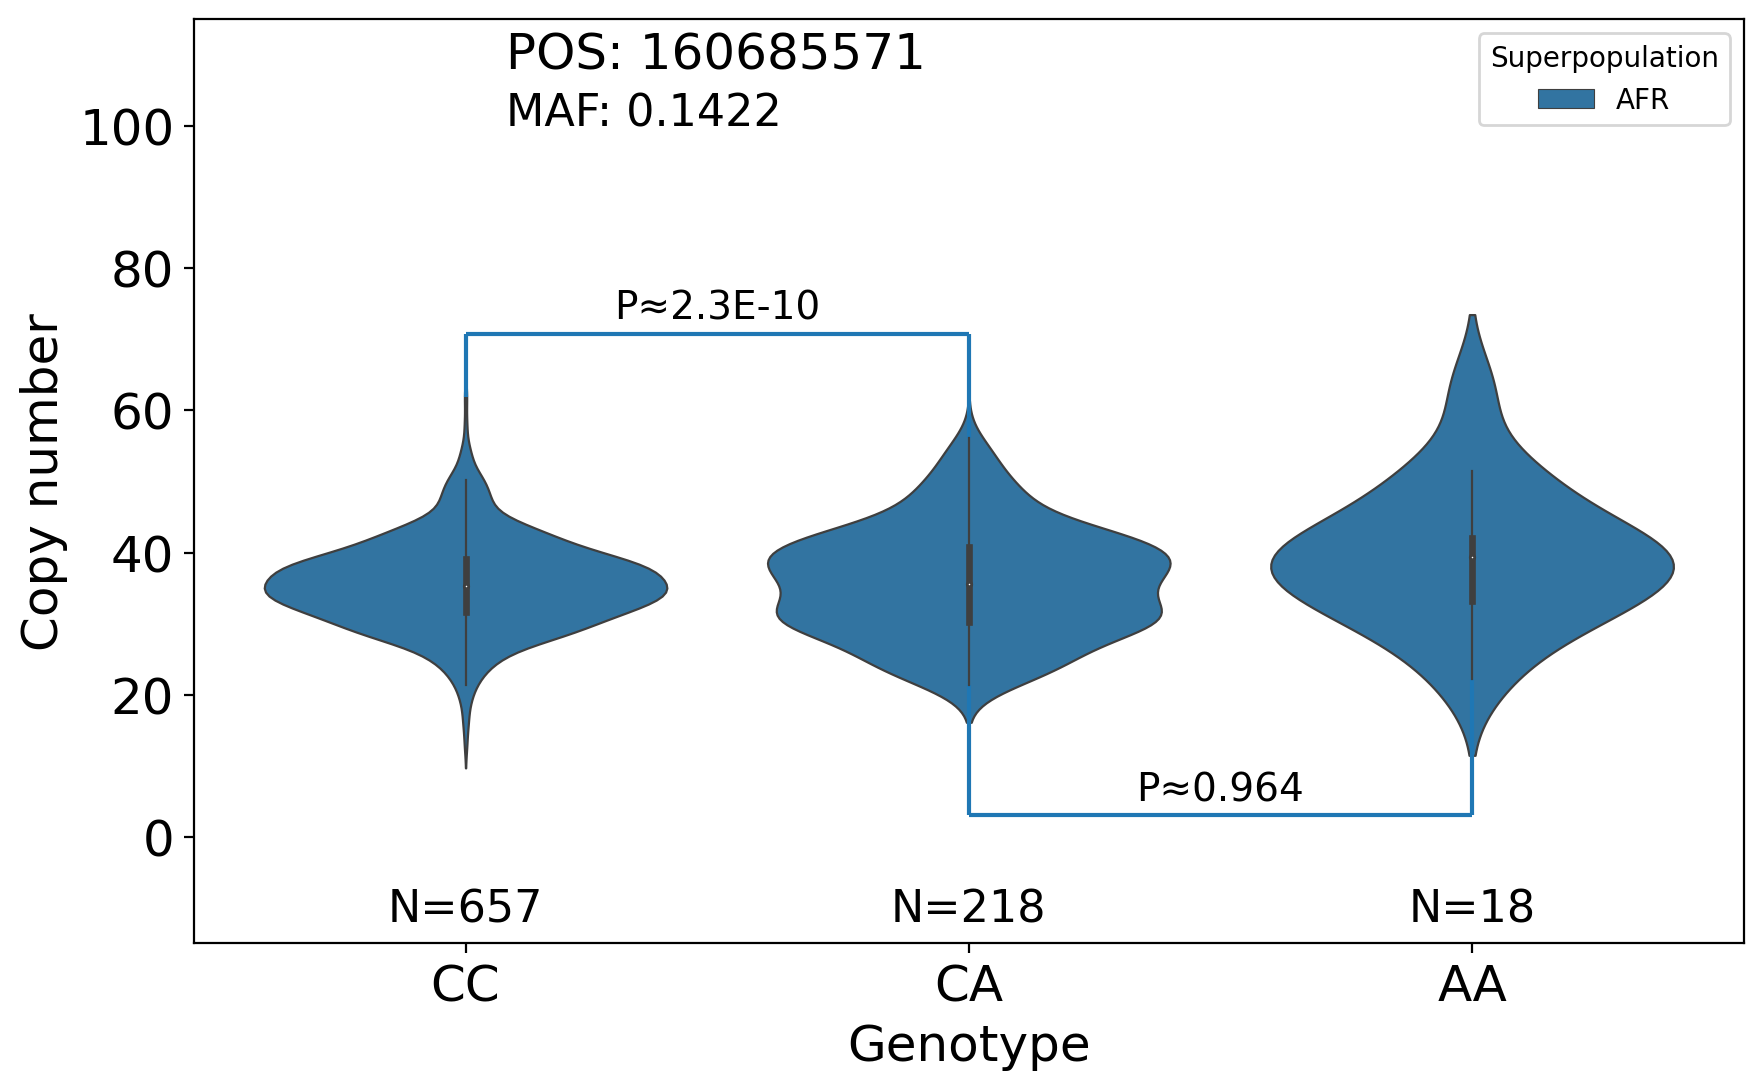 POS: 160685571
MAF: 0.1422
Superpopulation
AFR
Copy number
100
80
60
40
20
0
P≈2.3E-10
P≈0.964
N=657
N=218
N=18
CC
CA
AA
Genotype